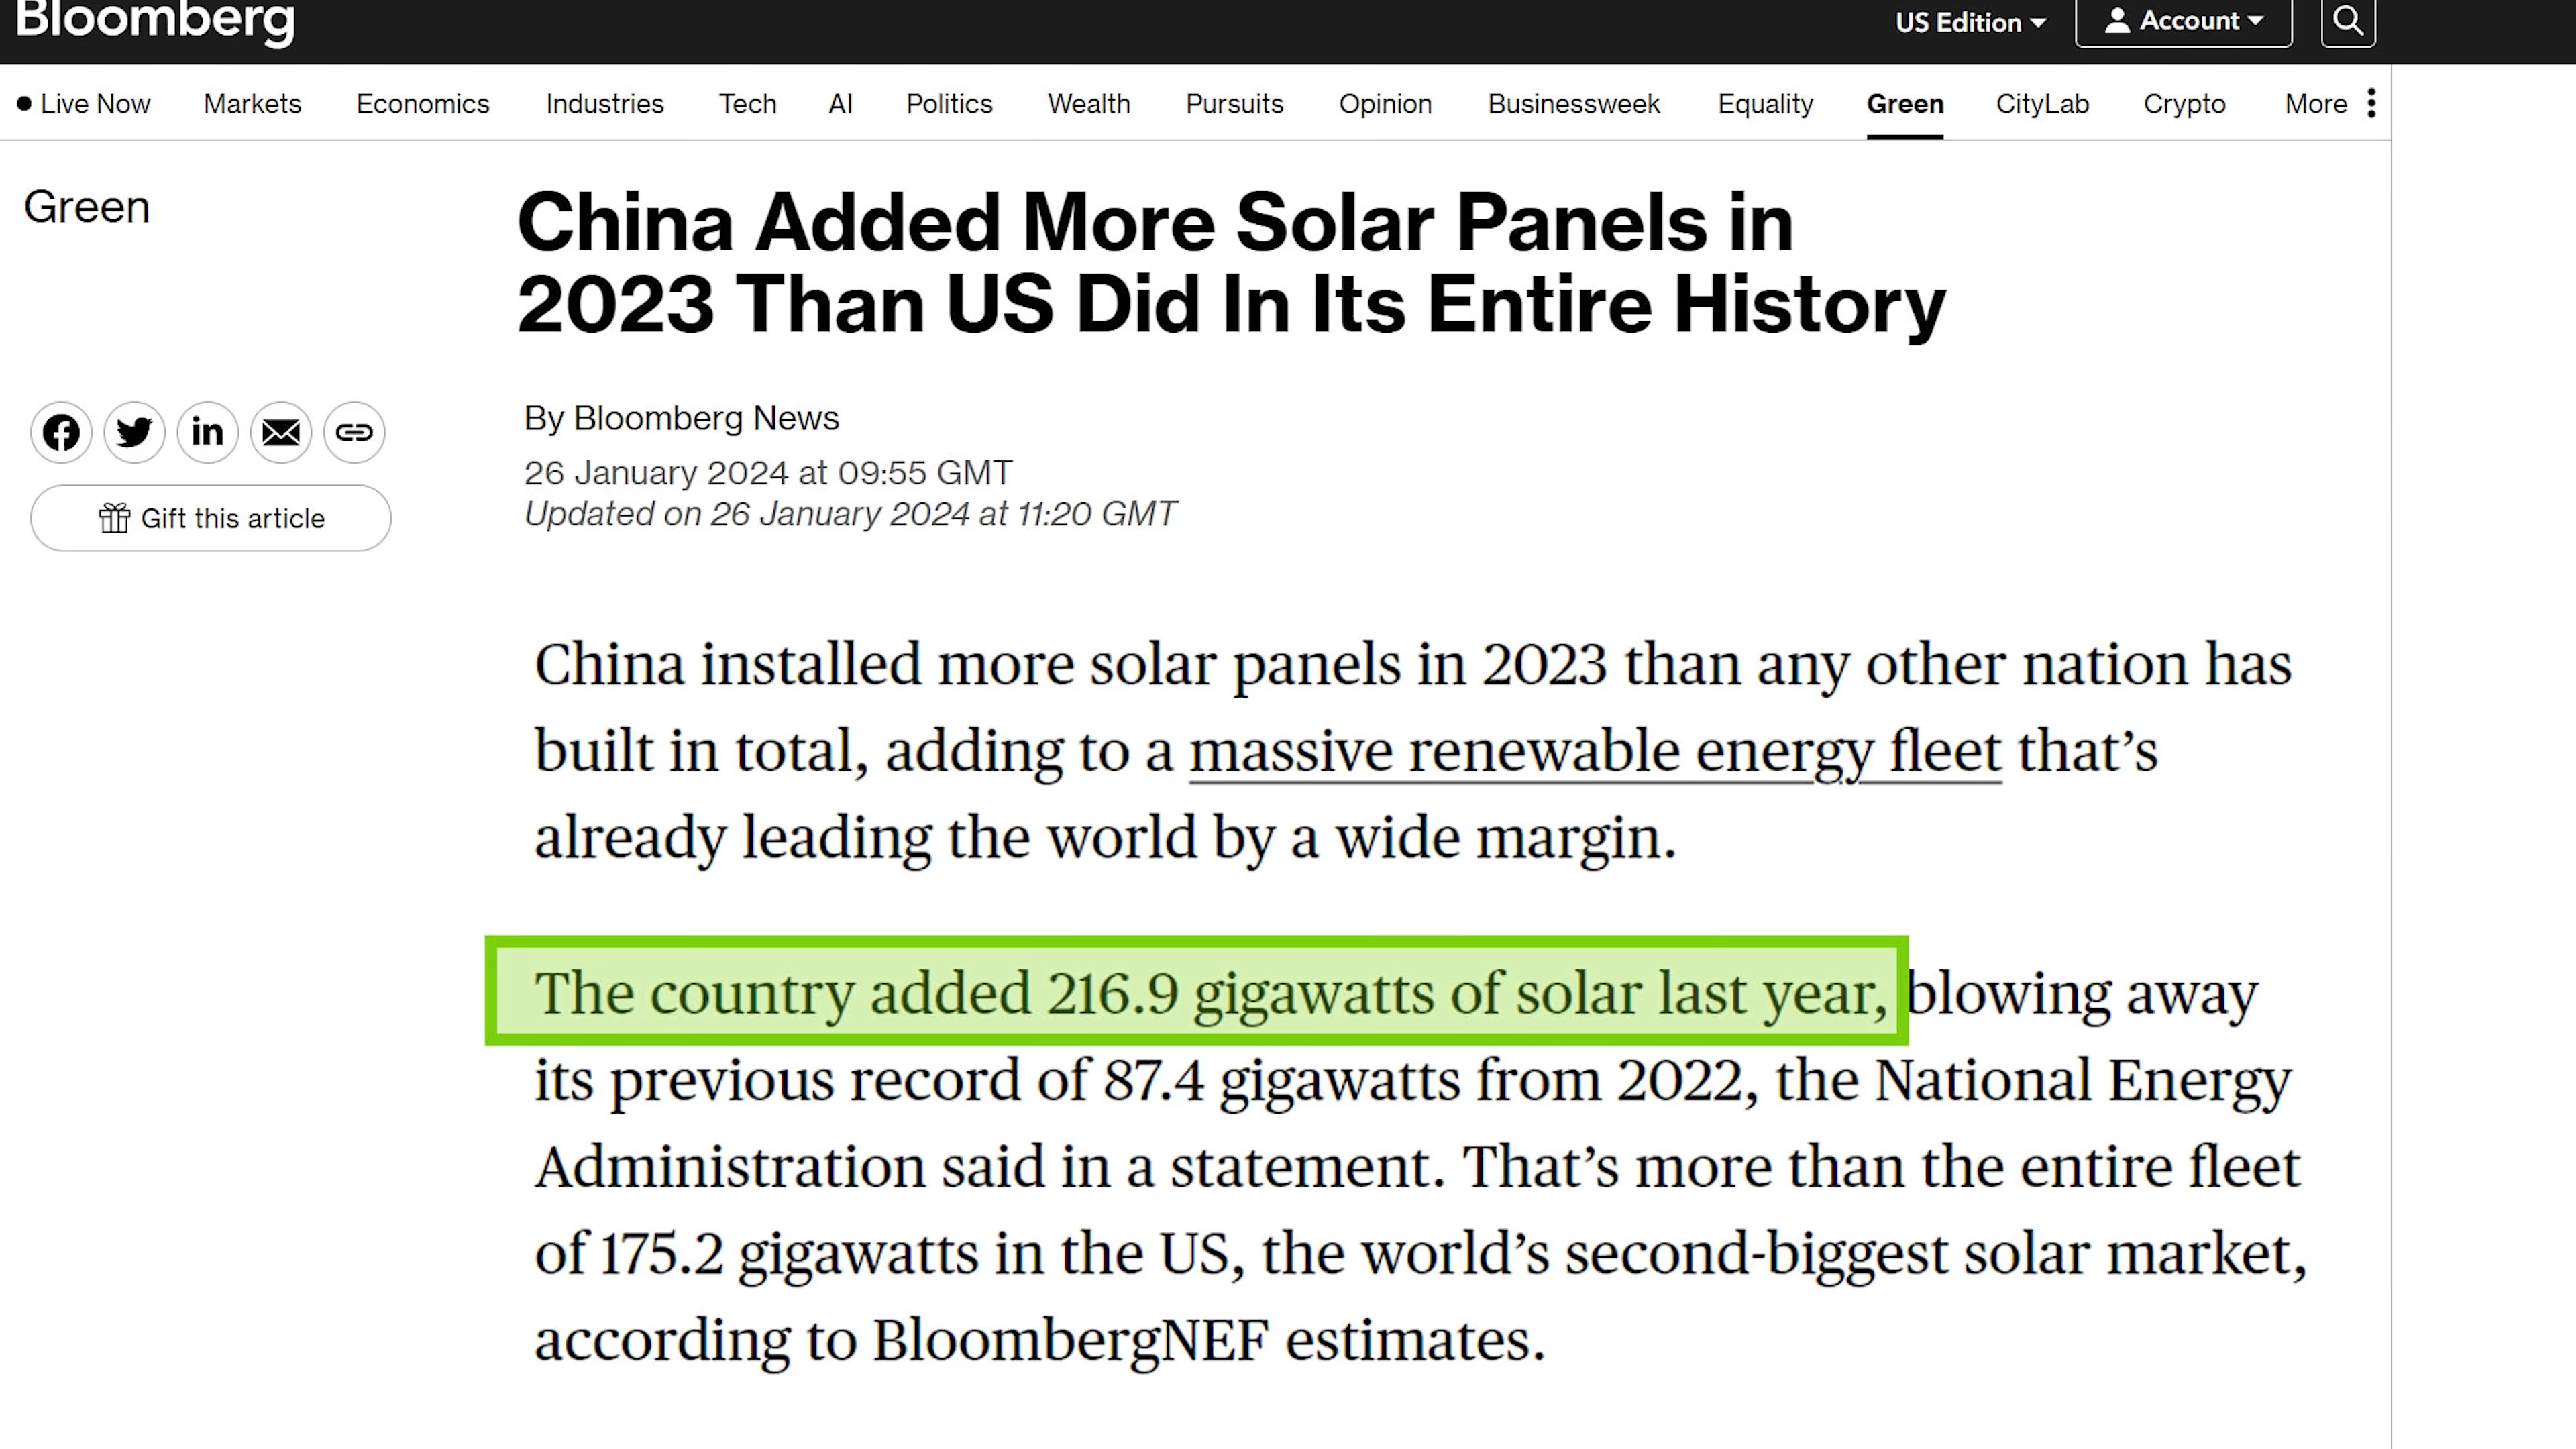 Bloomberg
US Edition
Account
Live Now Markets Economics Industries Tech AI Politics Wealth Pursuits Opinion Businessweek Equality Green CityLab Crypto More
Green
China Added More Solar Panels in
2023 Than US Did In Its Entire History
By Bloomberg News
26 January 2024 at 09:55 GMT
Updated on 26 January 2024 at 11:20 GMT
Gift this article
China installed more solar panels in 2023 than any other nation has
built in total, adding to a massive renewable energy fleet that’s
already leading the world by a wide margin.
The country added 216.9 gigawatts of solar last year, blowing away
its previous record of 87.4 gigawatts from 2022, the National Energy
Administration said in a statement. That’s more than the entire fleet
of 175.2 gigawatts in the US, the world’s second-biggest solar market,
according to BloombergNEF estimates.